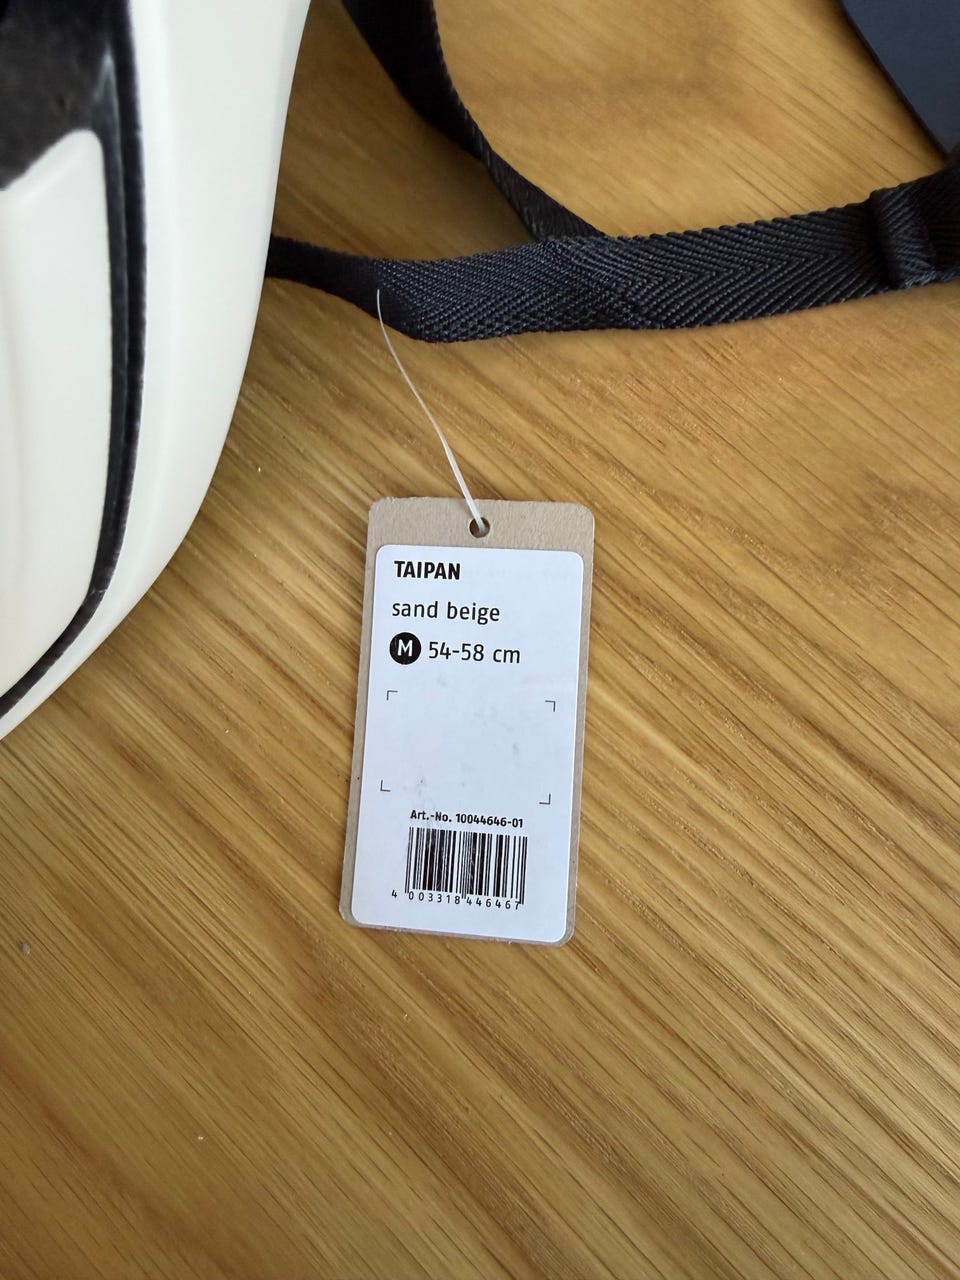 TAIPAN
sand beige
M 54-58 cm
Art.-No. 10044646-01
4 003318 446467